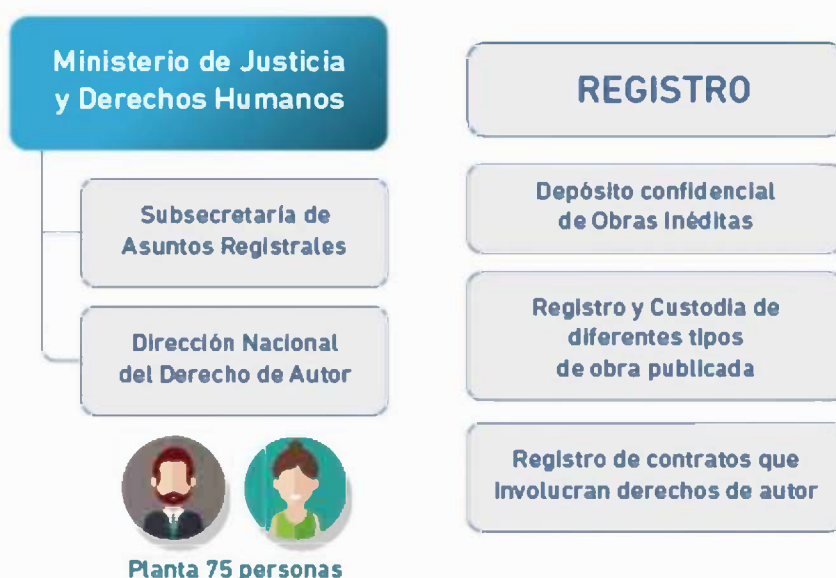 Ministerio de Justicia
y Derechos Humanos
Subsecretaría de
Asuntos Registrales
Dirección Nacional
del Derecho de Autor
Planta 75 personas
REGISTRO
Depósito confidencial
de Obras Inéditas
Registro y Custodia de
diferentes tipos
de obra publicada
Registro de contratos que
involucran derechos de autor